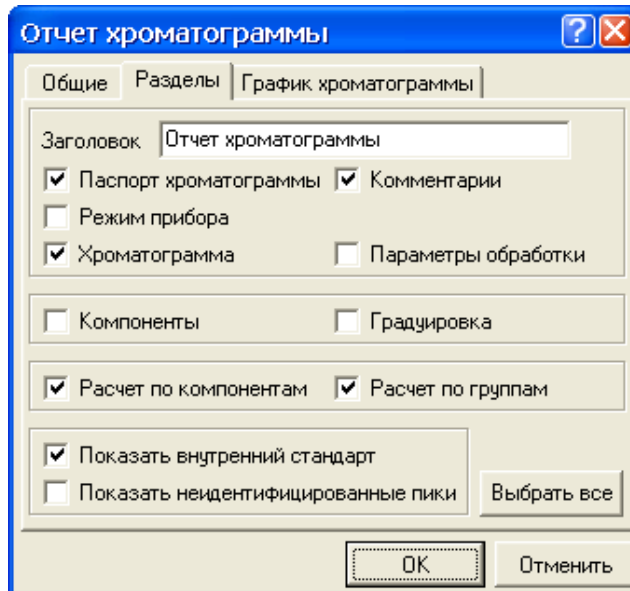 Отчет хроматограммы
Общие Разделы График хроматограммы
Заголовок Отчет хроматограммы
Паспорт хроматограммы Комментарии
Режим прибора
Хроматограмма Параметры обработки
Компоненты Градуировка
Расчет по компонентам Расчет по группам
Показать внутренний стандарт
Показать неидентифицированные пики Выбрать все
OK Отменить